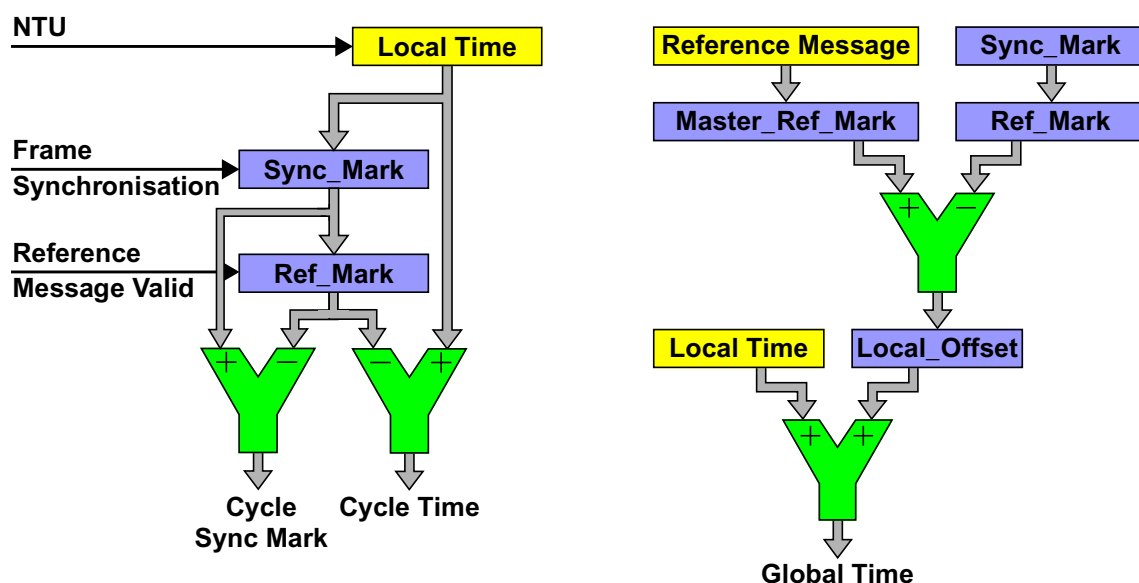 NTU
Local Time
Frame
Synchronisation
Sync_Mark
Reference
Message Valid
Ref_Mark
+
−
−
+
Cycle
Sync Mark
Cycle Time
Reference Message
Sync_Mark
Master_Ref_Mark
Ref_Mark
+
−
Local Time
Local_Offset
+
+
Global Time